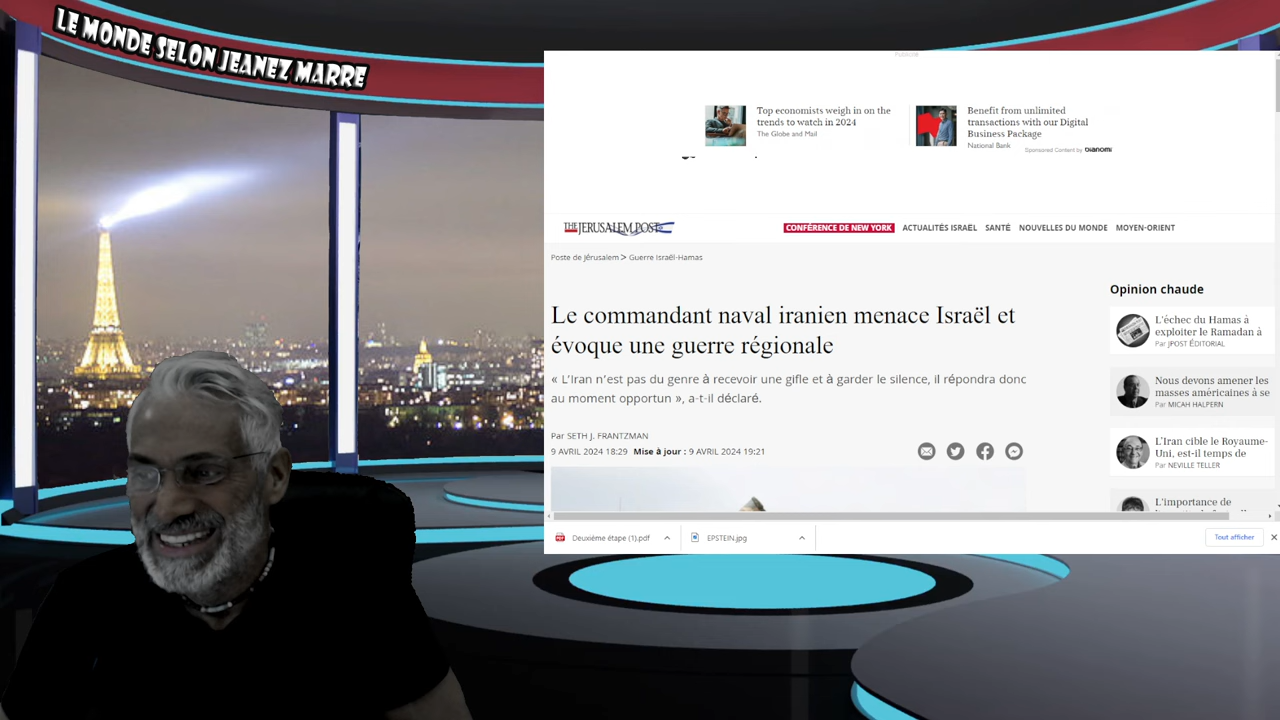 LE MONDE SELON JEANEZ MARRE
Publicité
Top economists weigh in on the
trends to watch in 2024
The Globe and Mail
Benefit from unlimited
transactions with our Digital
Business Package
National Bank
Sponsored Content by
THE JERUSALEM POST
CONFÉRENCE DE NEW YORK
ACTUALITÉS ISRAËL
SANTÉ
NOUVELLES DU MONDE
MOYEN-ORIENT
Poste de Jérusalem > Guerre Israël-Hamas
Le commandant naval iranien menace Israël et
évoque une guerre régionale
« L'Iran n'est pas du genre à recevoir une gifle et à garder le silence, il répondra donc
au moment opportun », a-t-il déclaré.
Par SETH J. FRANTZMAN
9 AVRIL 2024 18:29 Mise à jour : 9 AVRIL 2024 19:21
Opinion chaude
L'échec du Hamas à
exploiter le Ramadan à
Par JPOST ÉDITORIAL
Nous devons amener les
masses américaines à se
Par MICAH HALPERN
L'Iran cible le Royaume-
Uni, est-il temps de
Par NEVILLE TELLER
L'importance de
Deuxième étape (1).pdf
EPSTEIN.jpg
Tout afficher